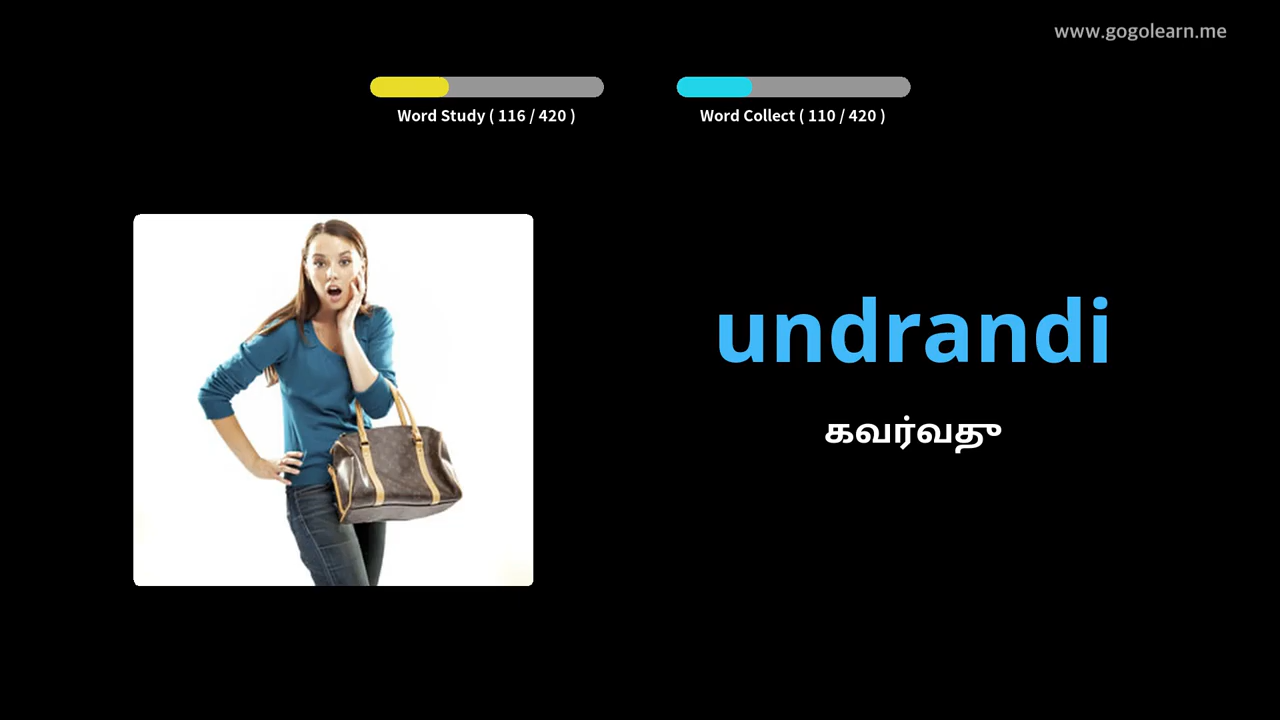 www.gogolearn.me
Word Study ( 116 / 420 )
Word Collect ( 110 / 420 )
undrandi
கவர்வது